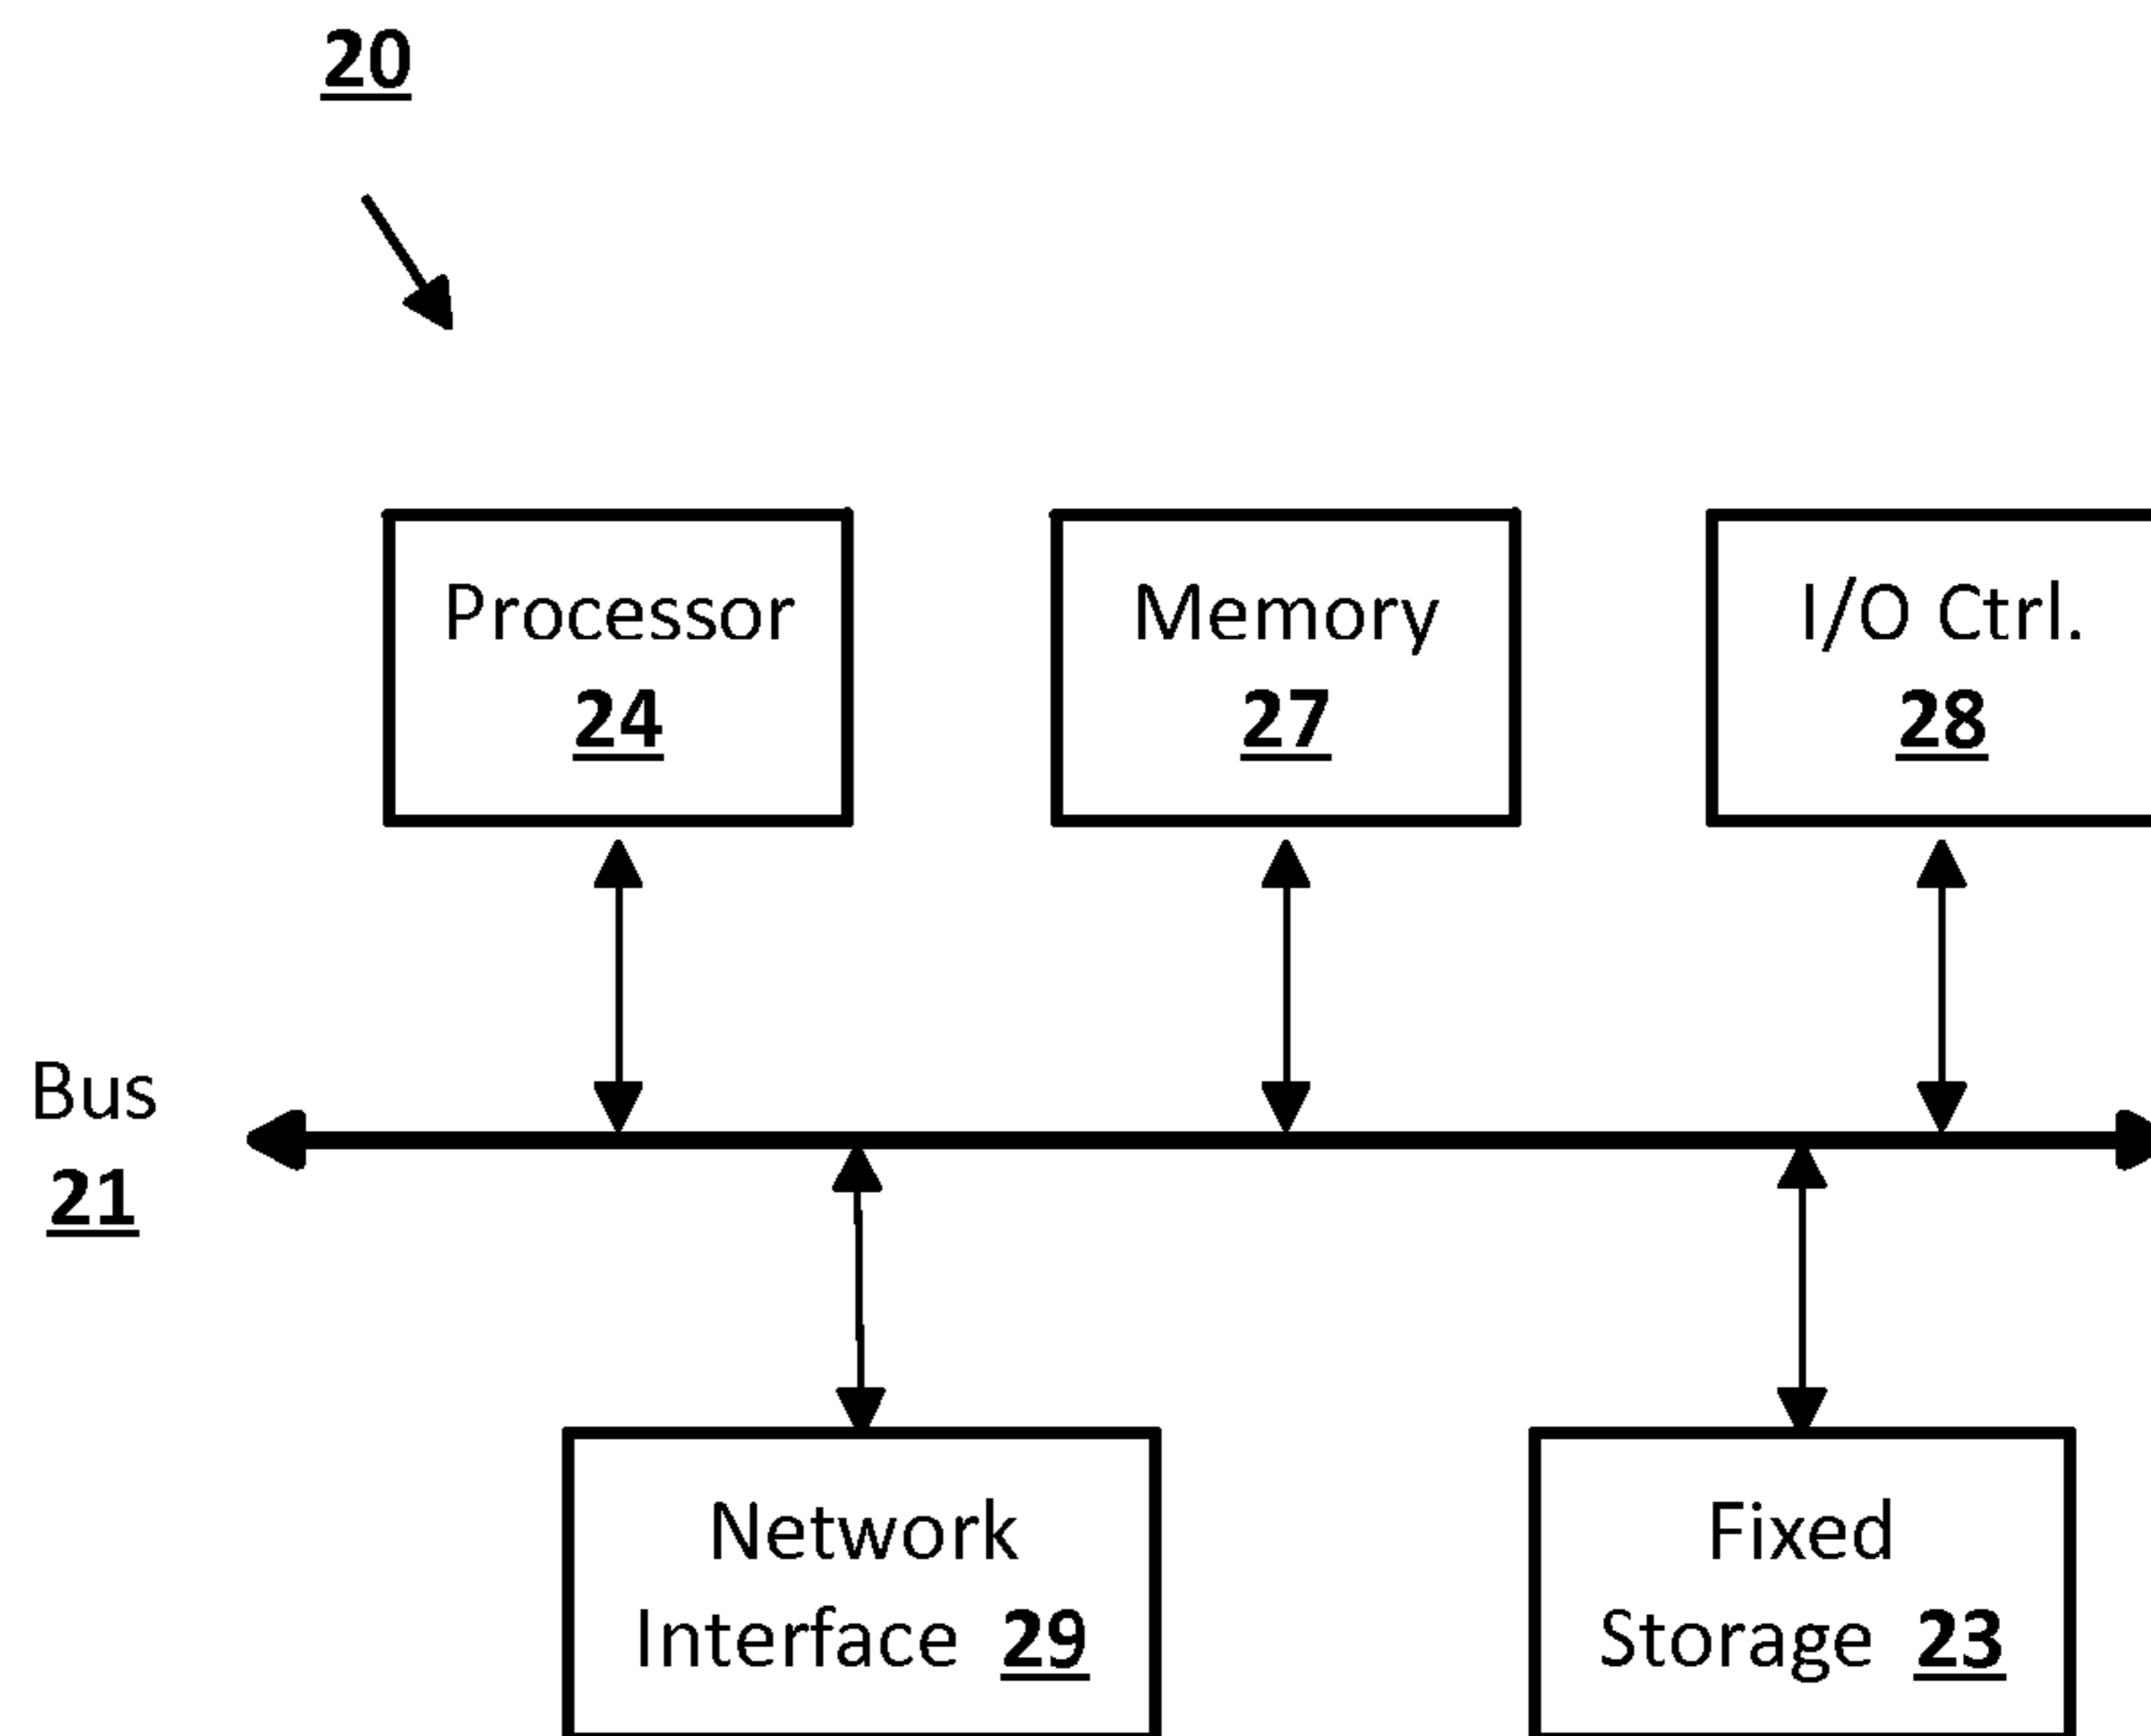 20
Processor
24
Memory
27
I/O Ctrl.
28
Bus
21
Network
Interface 29
Fixed
Storage 23